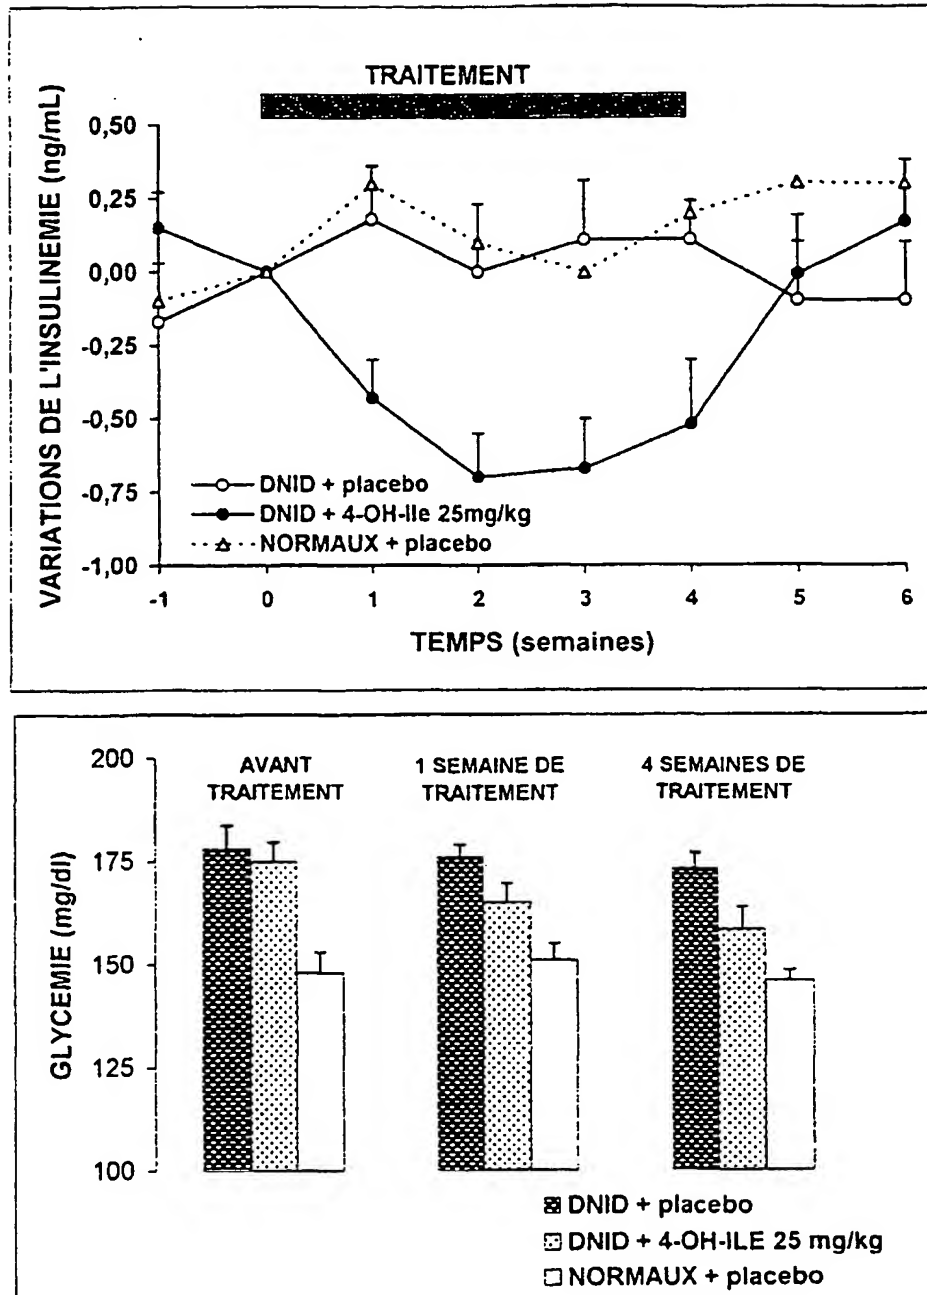 TRAITEMENT
VARIATIONS DE L'INSULINEMIE (ng/mL)
0,50
0,25
0,00
-0,25
-0,50
-0,75
-1,00
DNID + placebo
DNID + 4-OH-Ile 25mg/kg
NORMAUX + placebo
-1 0 1 2 3 4 5 6
TEMPS (semaines)
GLYCEMIE (mg/dl)
200
175
150
125
100
AVANT
TRAITEMENT
1 SEMAINE DE
TRAITEMENT
4 SEMAINES DE
TRAITEMENT
DNID + placebo
DNID + 4-OH-ILE 25 mg/kg
NORMAUX + placebo